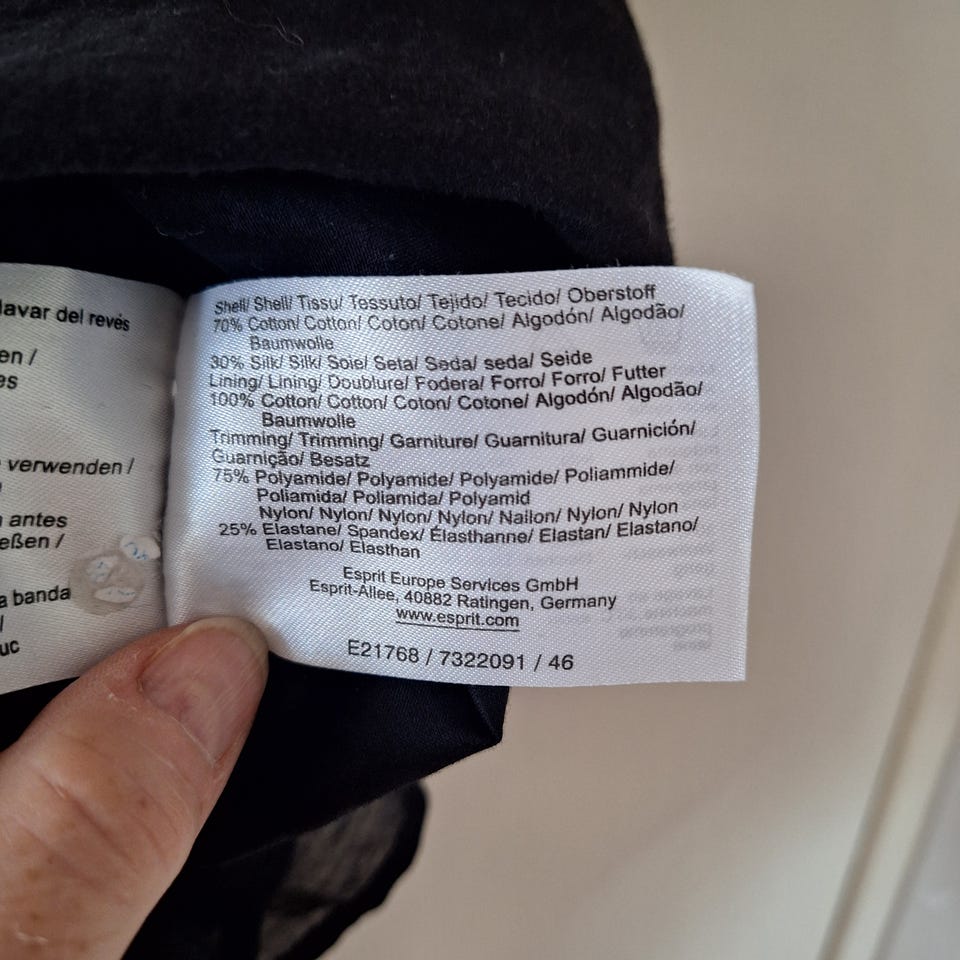 lavar del revés
en /
es
verwenden /
antes
eßen /
a banda
uc
Shell/ Shell/ Tissu/ Tessuto/ Tejido/ Tecido/ Oberstoff
70% Cotton/ Cotton/ Coton/ Cotone/ Algodón/ Algodão/
Baumwolle
30% Silk/ Silk/ Soie/ Seta/ Seda/ seda/ Seide
Lining/ Lining/ Doublure/ Fodera/ Forro/ Forro/ Futter
100% Cotton/ Cotton/ Coton/ Cotone/ Algodón/ Algodão/
Baumwolle
Trimming/ Trimming/ Garniture/ Guarnitura/ Guarnición/
Guarnição/ Besatz
75% Polyamide/ Polyamide/ Polyamide/ Poliammide/
Poliamida/ Poliamida/ Polyamid
Nylon/ Nylon/ Nylon/ Nylon/ Nailon/ Nylon/ Nylon
25% Elastane/ Spandex/ Élasthanne/ Elastan/ Elastano/
Elastano/ Elasthan
Esprit Europe Services GmbH
Esprit-Allee, 40882 Ratingen, Germany
www.esprit.com
E21768 / 7322091 / 46